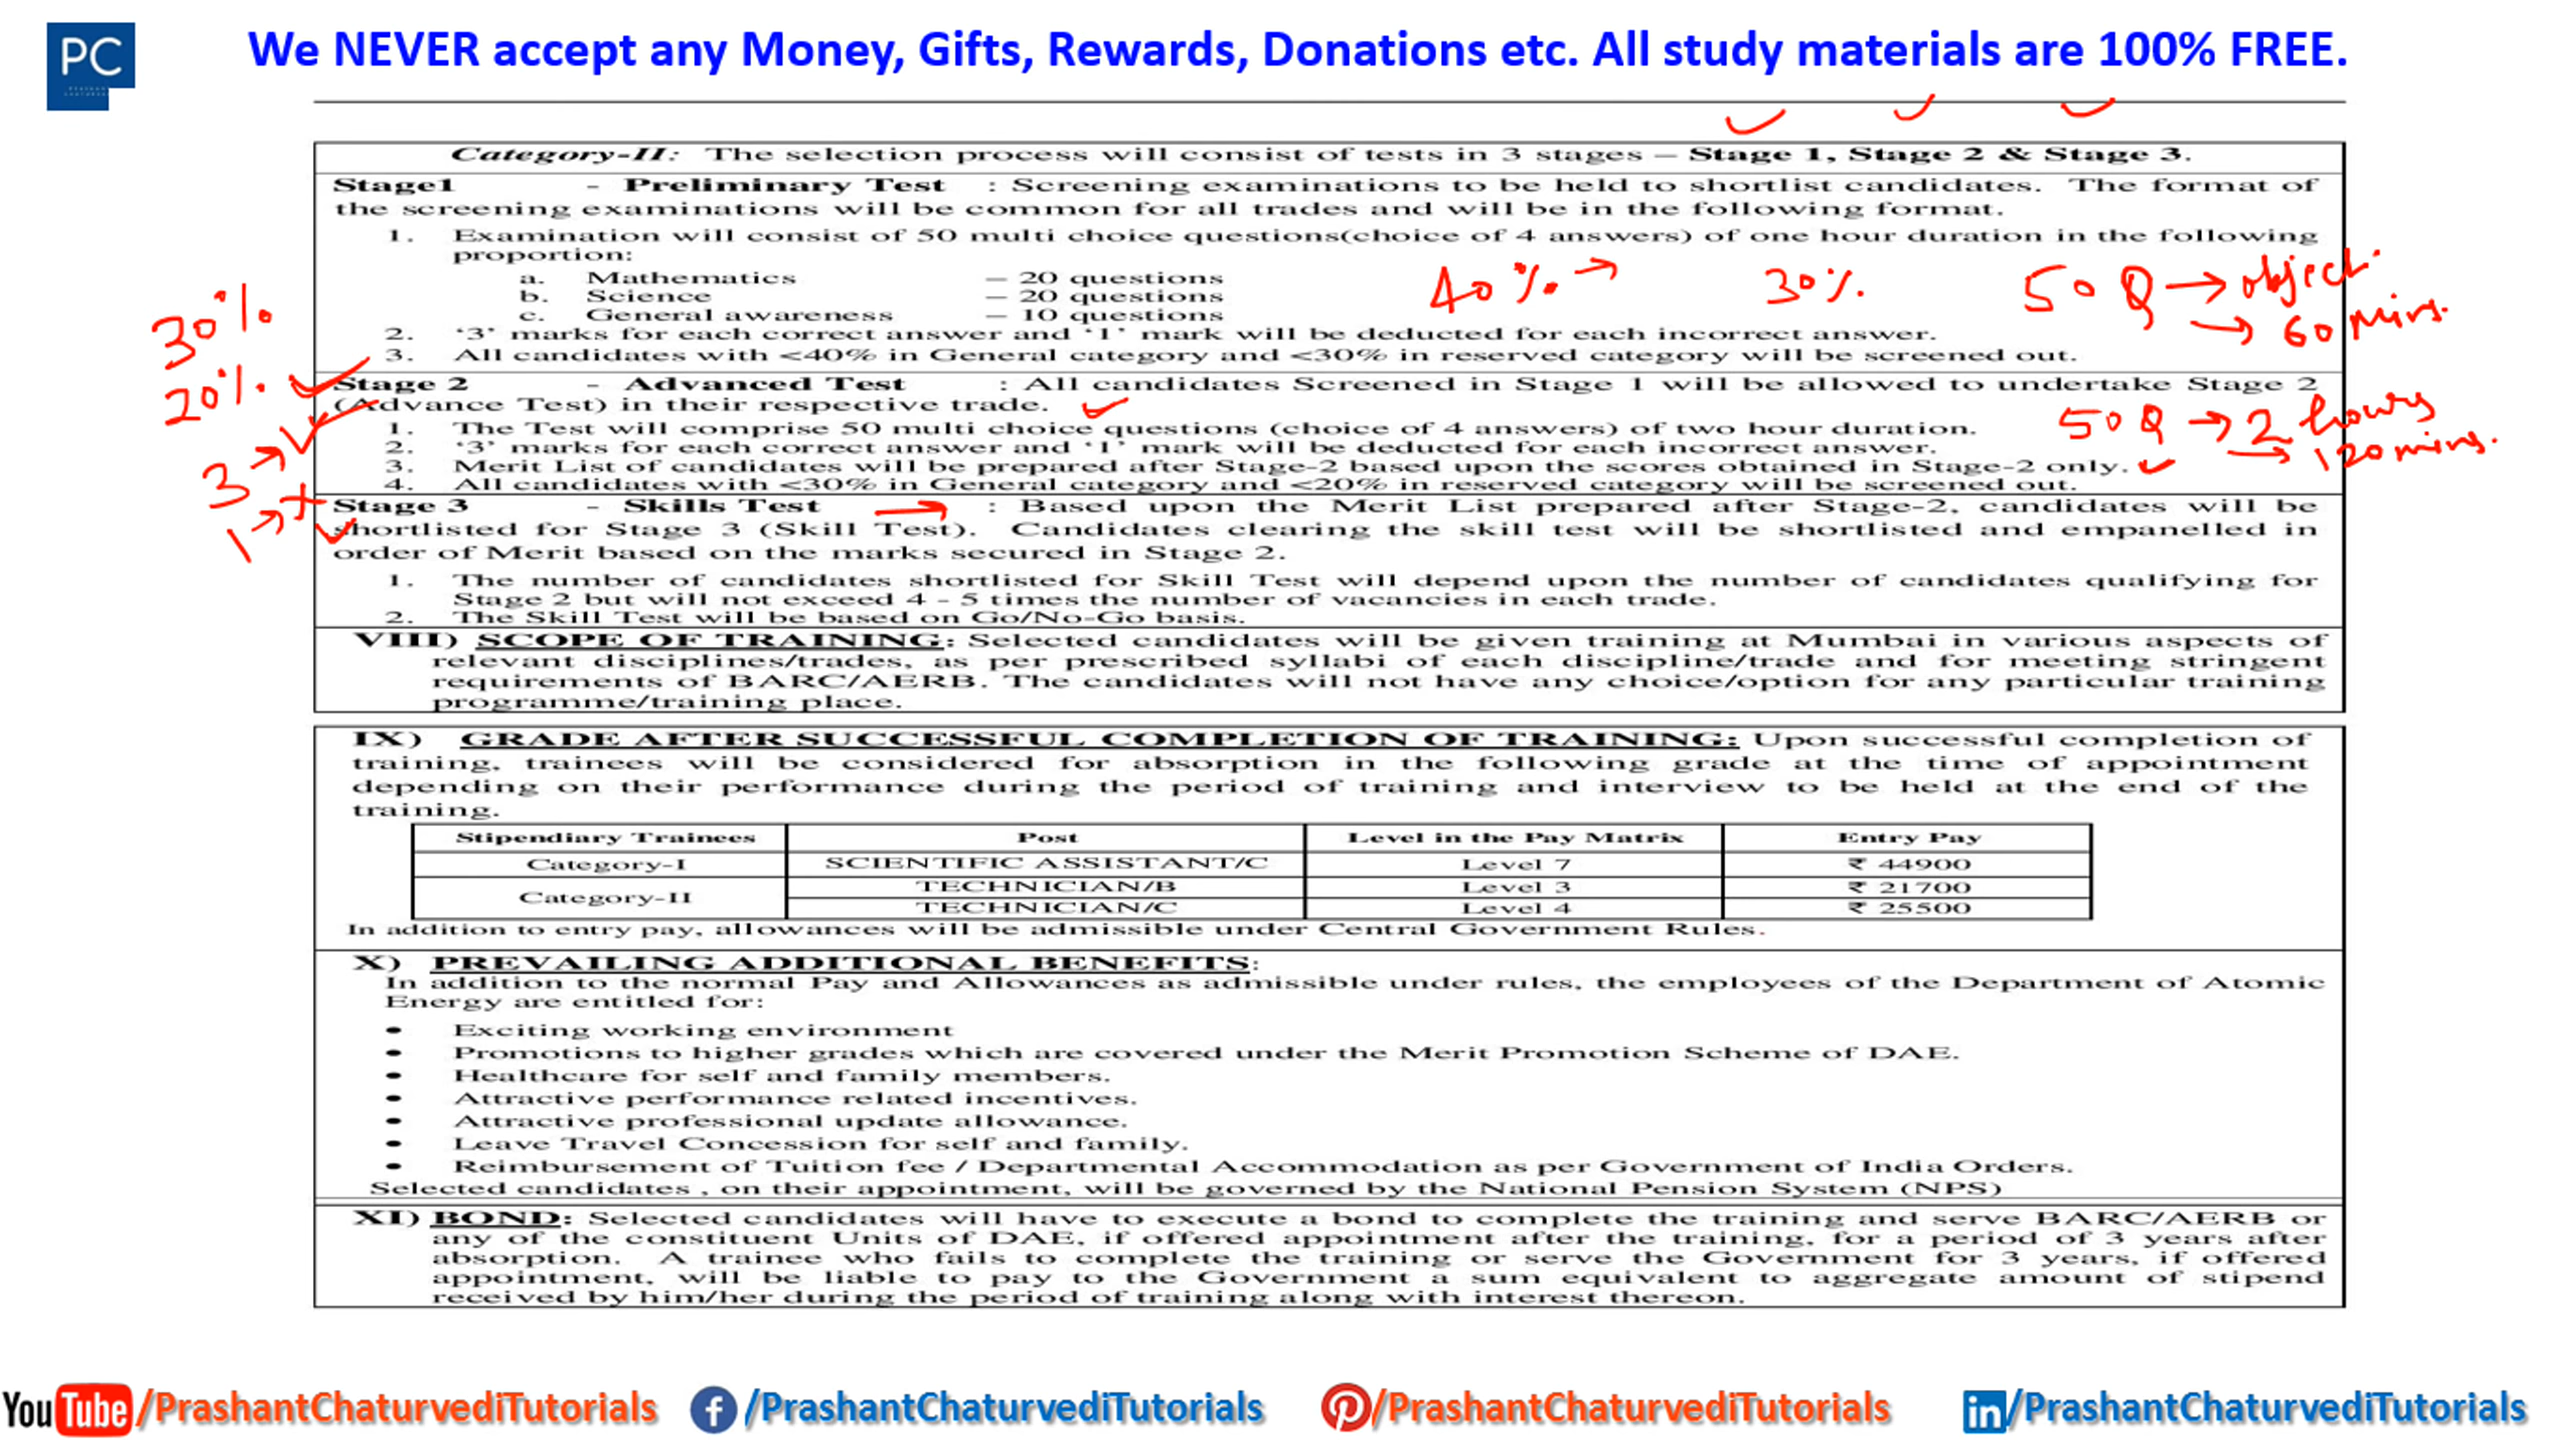 PC
We NEVER accept any Money, Gifts, Rewards, Donations etc. All study materials are 100% FREE.
Category-II: The selection process will consist of tests in 3 stages – Stage 1, Stage 2 & Stage 3.
Stage1 - Preliminary Test : Screening examinations to be held to shortlist candidates. The format of
the screening examinations will be common for all trades and will be in the following format.
1. Examination will consist of 50 multi choice questions(choice of 4 answers) of one hour duration in the following
proportion:
a. Mathematics – 20 questions
b. Science – 20 questions
c. General awareness – 10 questions
40% → 30% 50 Q → object.
→ 60 mins.
2. '3' marks for each correct answer and '1' mark will be deducted for each incorrect answer.
3. All candidates with <40% in General category and <30% in reserved category will be screened out.
30%
20%
Stage 2 - Advanced Test : All candidates Screened in Stage 1 will be allowed to undertake Stage 2
(Advance Test) in their respective trade.
1. The Test will comprise 50 multi choice questions (choice of 4 answers) of two hour duration.
50 Q → 2 hours
→ 120 mins.
2. '3' marks for each correct answer and '1' mark will be deducted for each incorrect answer.
3. Merit List of candidates will be prepared after Stage-2 based upon the scores obtained in Stage-2 only.
4. All candidates with <30% in General category and <20% in reserved category will be screened out.
3 → ✓
1 → ×
Stage 3 - Skills Test → : Based upon the Merit List prepared after Stage-2, candidates will be
shortlisted for Stage 3 (Skill Test). Candidates clearing the skill test will be shortlisted and empanelled in
order of Merit based on the marks secured in Stage 2.
1. The number of candidates shortlisted for Skill Test will depend upon the number of candidates qualifying for
Stage 2 but will not exceed 4 - 5 times the number of vacancies in each trade.
2. The Skill Test will be based on Go/No-Go basis.
VIII) SCOPE OF TRAINING: Selected candidates will be given training at Mumbai in various aspects of
relevant disciplines/trades, as per prescribed syllabi of each discipline/trade and for meeting stringent
requirements of BARC/AERB. The candidates will not have any choice/option for any particular training
programme/training place.
IX) GRADE AFTER SUCCESSFUL COMPLETION OF TRAINING: Upon successful completion of
training, trainees will be considered for absorption in the following grade at the time of appointment
depending on their performance during the period of training and interview to be held at the end of the
training.
Stipendiary Trainees Post Level in the Pay Matrix Entry Pay
Category-I SCIENTIFIC ASSISTANT/C Level 7 ₹ 44900
Category-II TECHNICIAN/B Level 3 ₹ 21700
TECHNICIAN/C Level 4 ₹ 25500
In addition to entry pay, allowances will be admissible under Central Government Rules.
X) PREVAILING ADDITIONAL BENEFITS:
In addition to the normal Pay and Allowances as admissible under rules, the employees of the Department of Atomic
Energy are entitled for:
• Exciting working environment
• Promotions to higher grades which are covered under the Merit Promotion Scheme of DAE.
• Healthcare for self and family members.
• Attractive performance related incentives.
• Attractive professional update allowance.
• Leave Travel Concession for self and family.
• Reimbursement of Tuition fee / Departmental Accommodation as per Government of India Orders.
Selected candidates , on their appointment, will be governed by the National Pension System (NPS)
XI) BOND: Selected candidates will have to execute a bond to complete the training and serve BARC/AERB or
any of the constituent Units of DAE, if offered appointment after the training, for a period of 3 years after
absorption. A trainee who fails to complete the training or serve the Government for 3 years, if offered
appointment, will be liable to pay to the Government a sum equivalent to aggregate amount of stipend
received by him/her during the period of training along with interest thereon.
YouTube /PrashantChaturvediTutorials f /PrashantChaturvediTutorials /PrashantChaturvediTutorials in /PrashantChaturvediTutorials